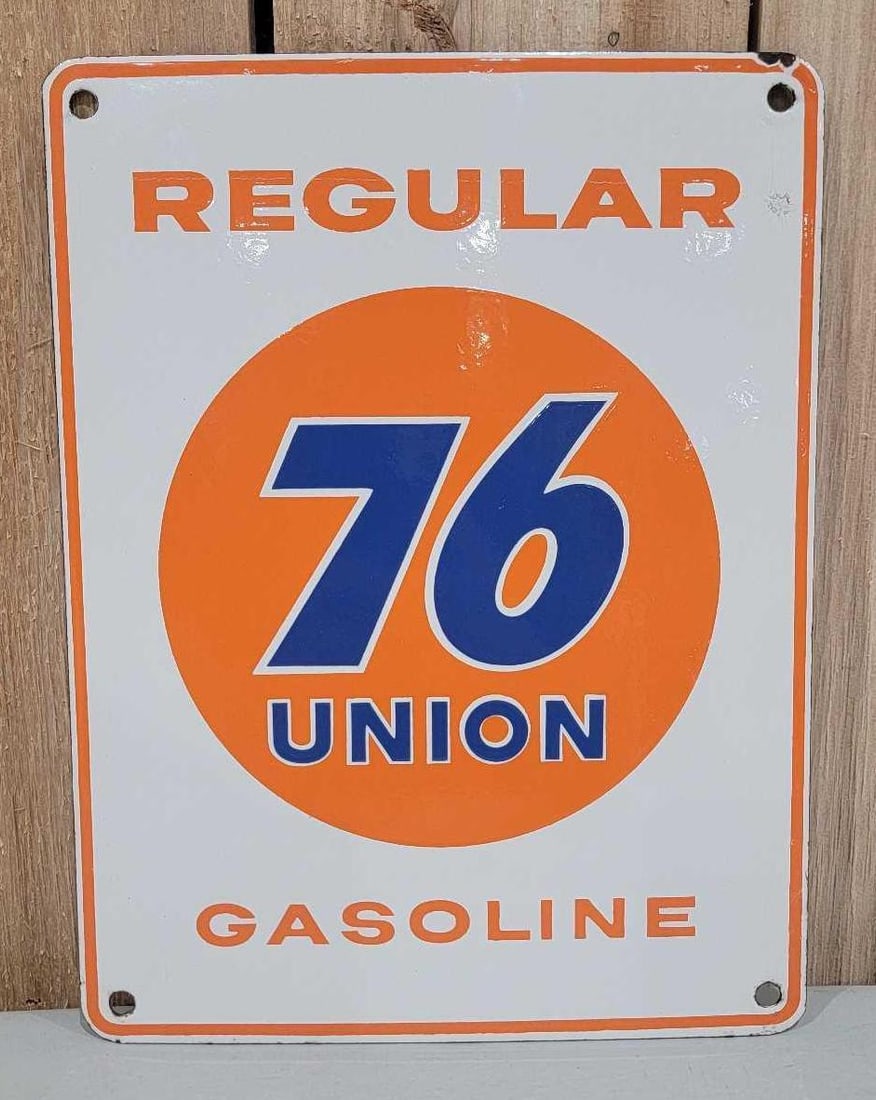 REGULAR
76
UNION
GASOLINE